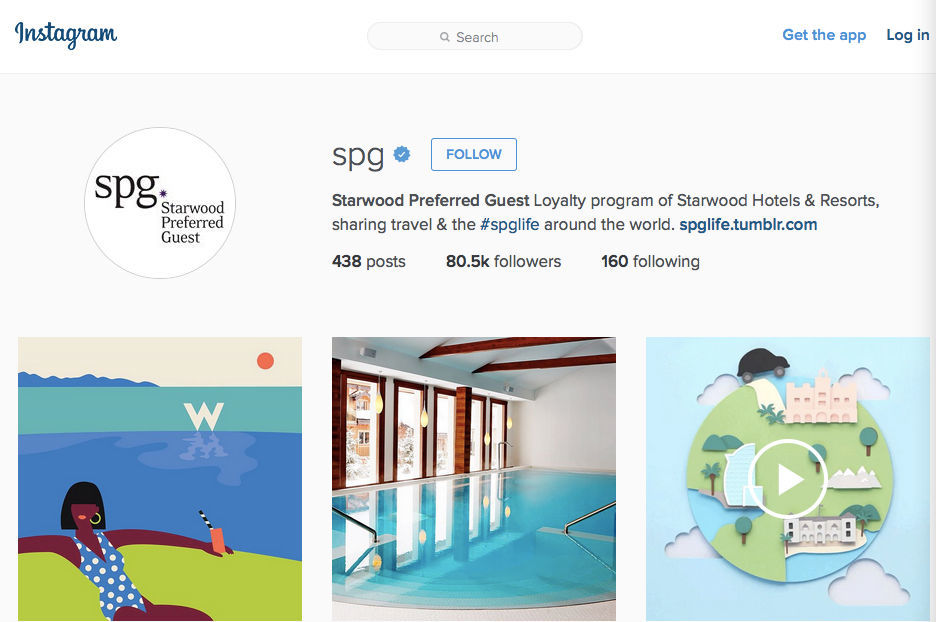 Instagram
Search
Get the app
Log in
spg
Starwood
Preferred
Guest
spg
FOLLOW
Starwood Preferred Guest Loyalty program of Starwood Hotels & Resorts,
sharing travel & the #spglife around the world. spglife.tumblr.com
438 posts
80.5k followers
160 following
W